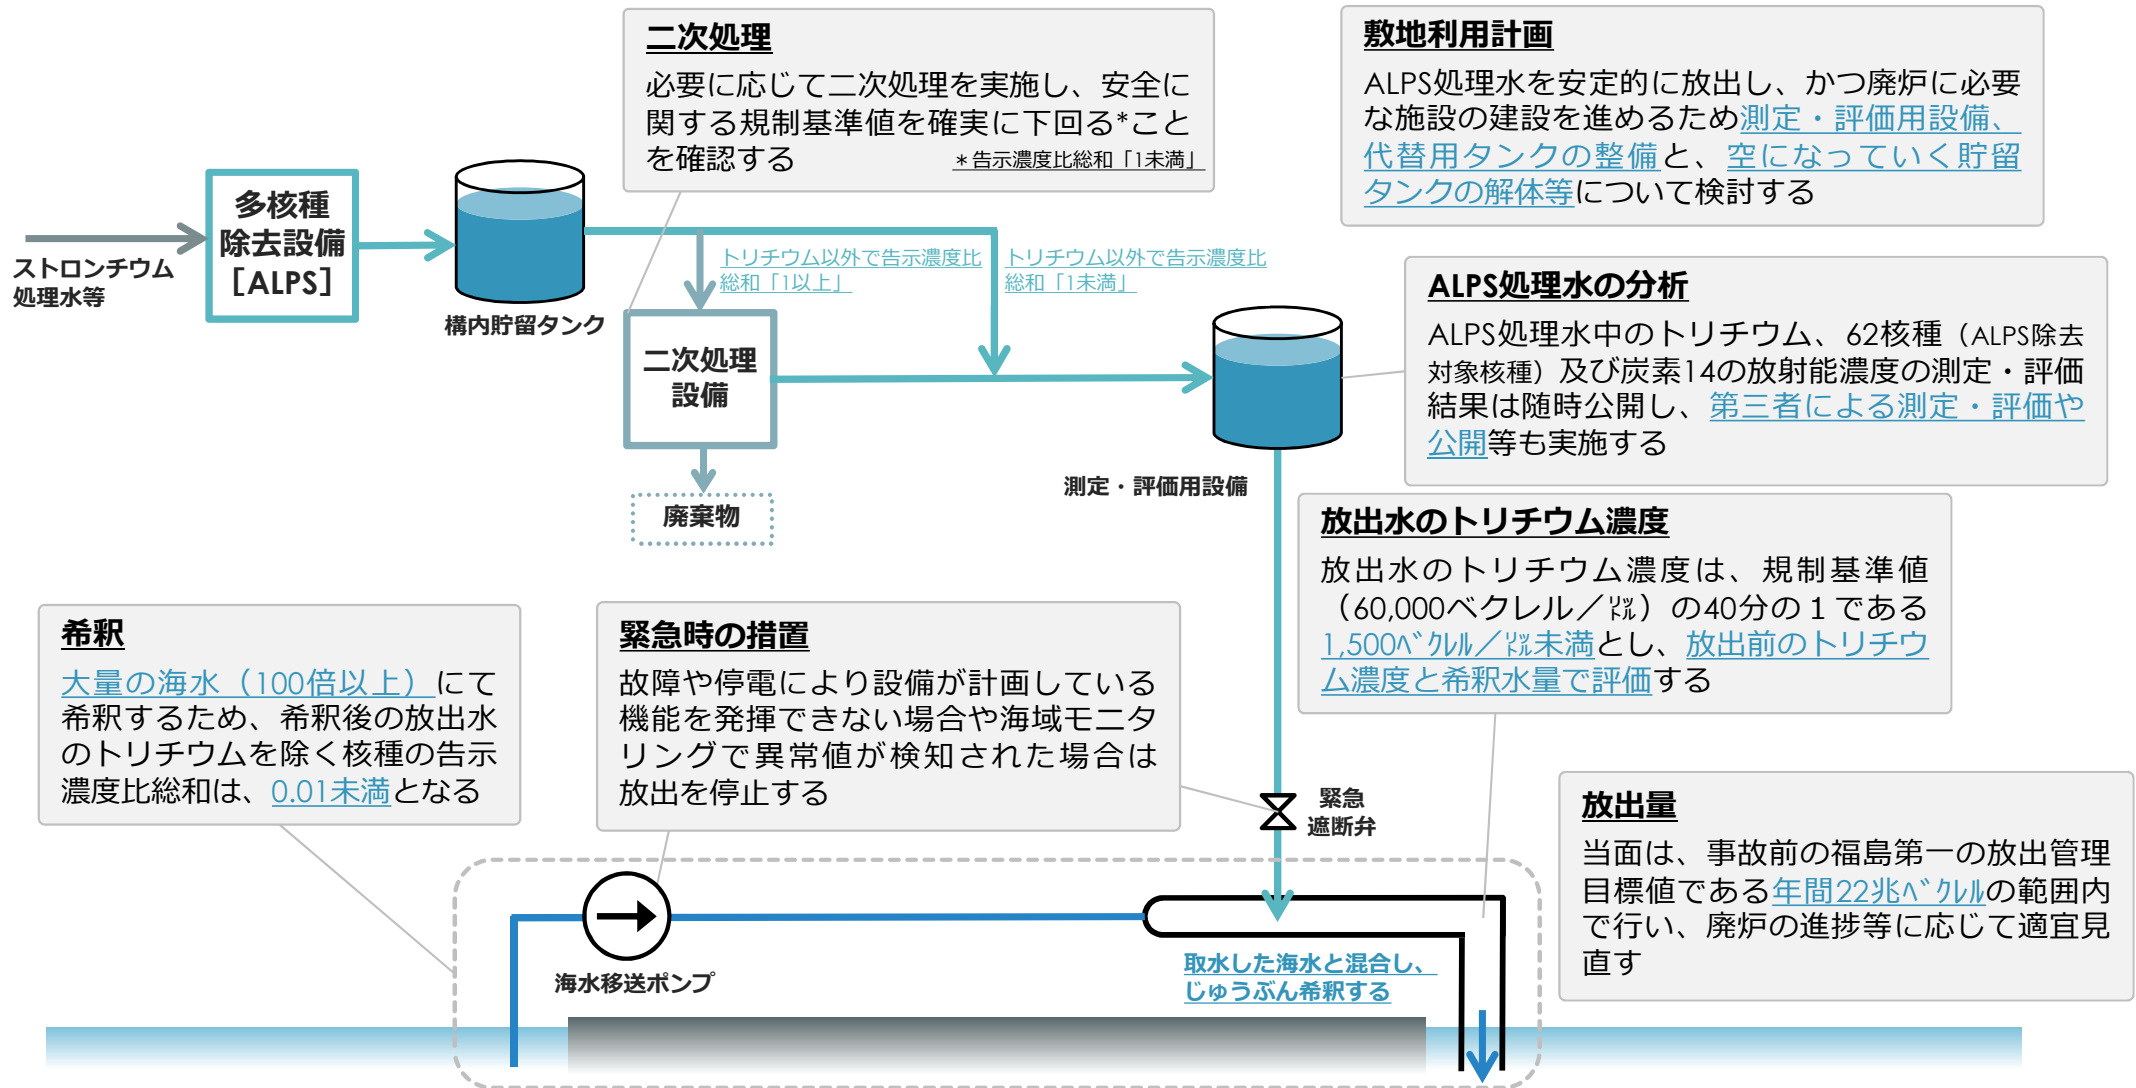 二次処理
必要に応じて二次処理を実施し、安全に
関する規制基準値を確実に下回る*こと
を確認する
＊告示濃度比総和「1未満」
敷地利用計画
ALPS処理水を安定的に放出し、かつ廃炉に必要
な施設の建設を進めるため測定・評価用設備、
代替用タンクの整備と、空になっていく貯留
タンクの解体等について検討する
ストロンチウム
処理水等
多核種
除去設備
［ALPS］
構内貯留タンク
トリチウム以外で告示濃度比
総和「1以上」
トリチウム以外で告示濃度比
総和「1未満」
二次処理
設備
廃棄物
測定・評価用設備
ALPS処理水の分析
ALPS処理水中のトリチウム、62核種（ALPS除去
対象核種）及び炭素14の放射能濃度の測定・評価
結果は随時公開し、第三者による測定・評価や
公開等も実施する
放出水のトリチウム濃度
放出水のトリチウム濃度は、規制基準値
（60,000ベクレル／㍑）の40分の１である
1,500ﾍﾞｸﾚﾙ／㍑未満とし、放出前のトリチウ
ム濃度と希釈水量で評価する
希釈
大量の海水（100倍以上）にて
希釈するため、希釈後の放出水
のトリチウムを除く核種の告示
濃度比総和は、0.01未満となる
緊急時の措置
故障や停電により設備が計画している
機能を発揮できない場合や海域モニタ
リングで異常値が検知された場合は
放出を停止する
緊急
遮断弁
放出量
当面は、事故前の福島第一の放出管理
目標値である年間22兆ﾍﾞｸﾚﾙの範囲内
で行い、廃炉の進捗等に応じて適宜見
直す
海水移送ポンプ
取水した海水と混合し、
じゅうぶん希釈する